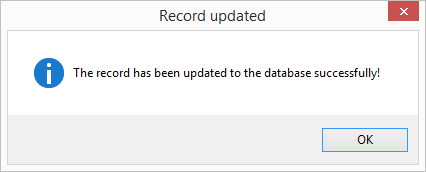 Record updated
The record has been updated to the database successfully!
OK